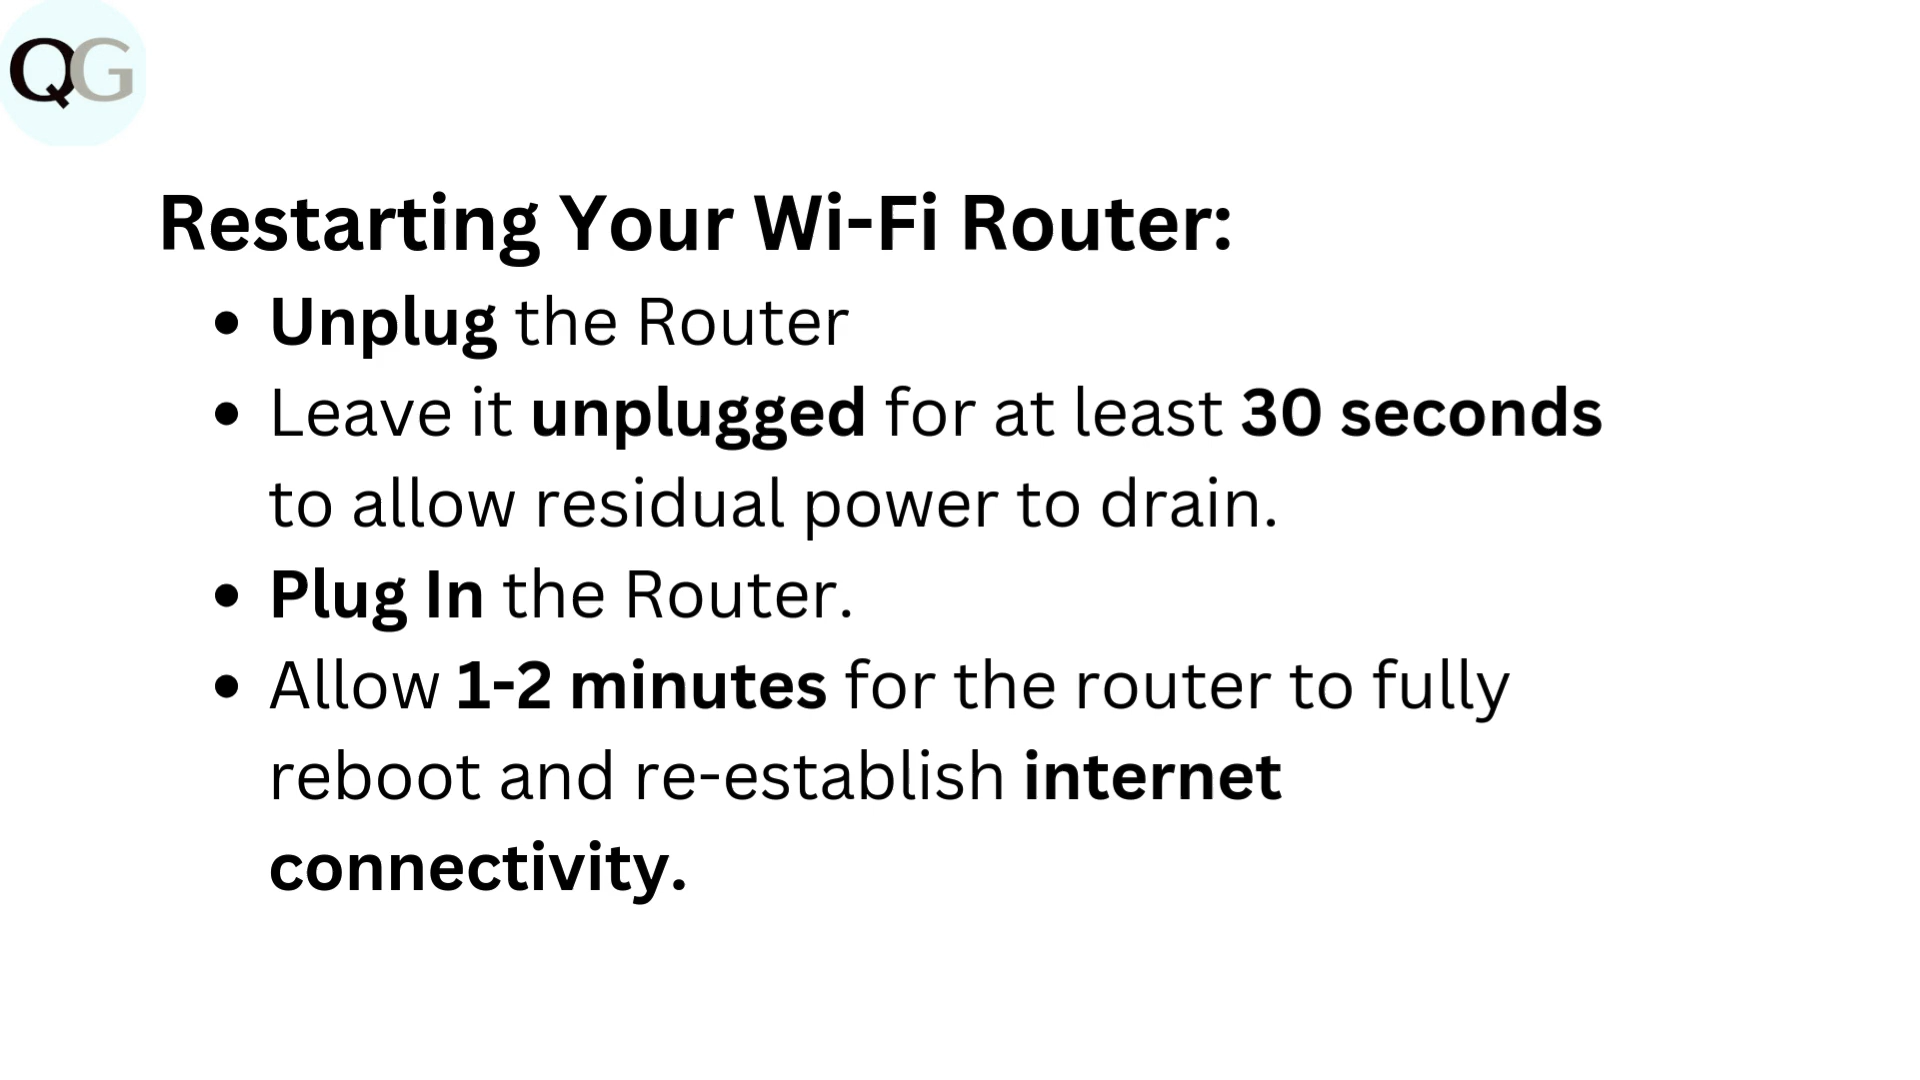 QG
Restarting Your Wi-Fi Router:
• Unplug the Router
• Leave it unplugged for at least 30 seconds
to allow residual power to drain.
• Plug In the Router.
• Allow 1-2 minutes for the router to fully
reboot and re-establish internet
connectivity.